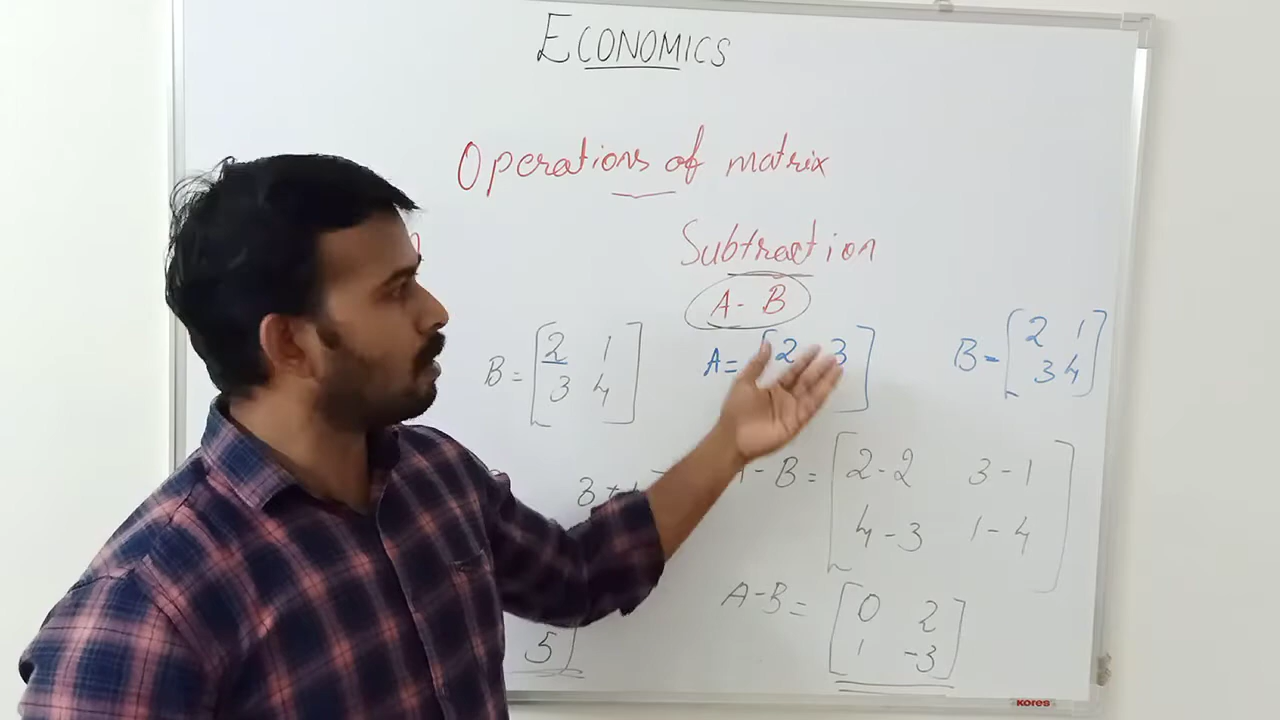 ECONOMICS
Operations of matrix
n
Subtraction
A - B
B = [2 1
3 4]
A = [2 3]
B = [2 1
3 4]
3 +
A - B = [2 - 2 3 - 1
4 - 3 1 - 4]
A - B = [0 2
1 -3]
5]
KORES